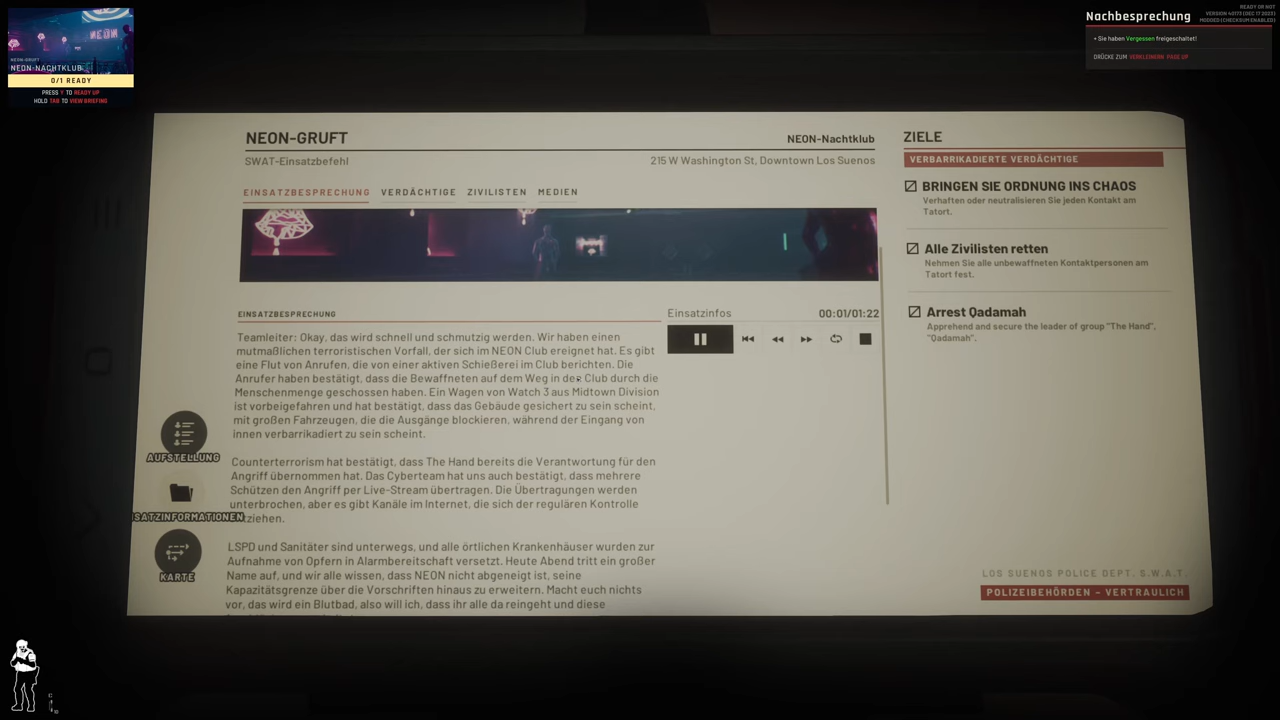 NEON
NEON-GRUFT
NEON-NACHTKLUB
0/1 READY
PRESS Y TO READY UP
HOLD TAB TO VIEW BRIEFING
READY OR NOT
Nachbesprechung
+ Sie haben Vergessen freigeschaltet!
DRÜCKE ZUM VERKLEINERN PAGE UP
NEON-GRUFT
NEON-Nachtklub
SWAT-Einsatzbefehl
215 W Washington St, Downtown Los Suenos
EINSATZBESPRECHUNG VERDÄCHTIGE ZIVILISTEN MEDIEN
EINSATZBESPRECHUNG
Teamleiter: Okay, das wird schnell und schmutzig werden. Wir haben einen
mutmaßlichen terroristischen Vorfall, der sich im NEON Club ereignet hat. Es gibt
eine Flut von Anrufen, die von einer aktiven Schießerei im Club berichten. Die
Anrufer haben bestätigt, dass die Bewaffneten auf dem Weg in den Club durch die
Menschenmenge geschossen haben. Ein Wagen von Watch 3 aus Midtown Division
ist vorbeigefahren und hat bestätigt, dass das Gebäude gesichert zu sein scheint,
mit großen Fahrzeugen, die die Ausgänge blockieren, während der Eingang von
innen verbarrikadiert zu sein scheint.
Counterterrorism hat bestätigt, dass The Hand bereits die Verantwortung für den
Angriff übernommen hat. Das Cyberteam hat uns auch bestätigt, dass mehrere
Schützen den Angriff per Live-Stream übertragen. Die Übertragungen werden
unterbrochen, aber es gibt Kanäle im Internet, die sich der regulären Kontrolle
tziehen.
LSPD und Sanitäter sind unterwegs, und alle örtlichen Krankenhäuser wurden zur
Aufnahme von Opfern in Alarmbereitschaft versetzt. Heute Abend tritt ein großer
Name auf, und wir alle wissen, dass NEON nicht abgeneigt ist, seine
Kapazitätsgrenze über die Vorschriften hinaus zu erweitern. Macht euch nichts
vor, das wird ein Blutbad, also will ich, dass ihr alle da reingeht und diese
Einsatzinfos
00:01/01:22
ZIELE
VERBARRIKADIERTE VERDÄCHTIGE
BRINGEN SIE ORDNUNG INS CHAOS
Verhaften oder neutralisieren Sie jeden Kontakt am
Tatort.
Alle Zivilisten retten
Nehmen Sie alle unbewaffneten Kontaktpersonen am
Tatort fest.
Arrest Qadamah
Apprehend and secure the leader of group "The Hand",
"Qadamah".
LOS SUENOS POLICE DEPT. S.W.A.T.
POLIZEIBEHÖRDEN - VERTRAULICH
AUFSTELLUNG
SATZINFORMATIONEN
KARTE